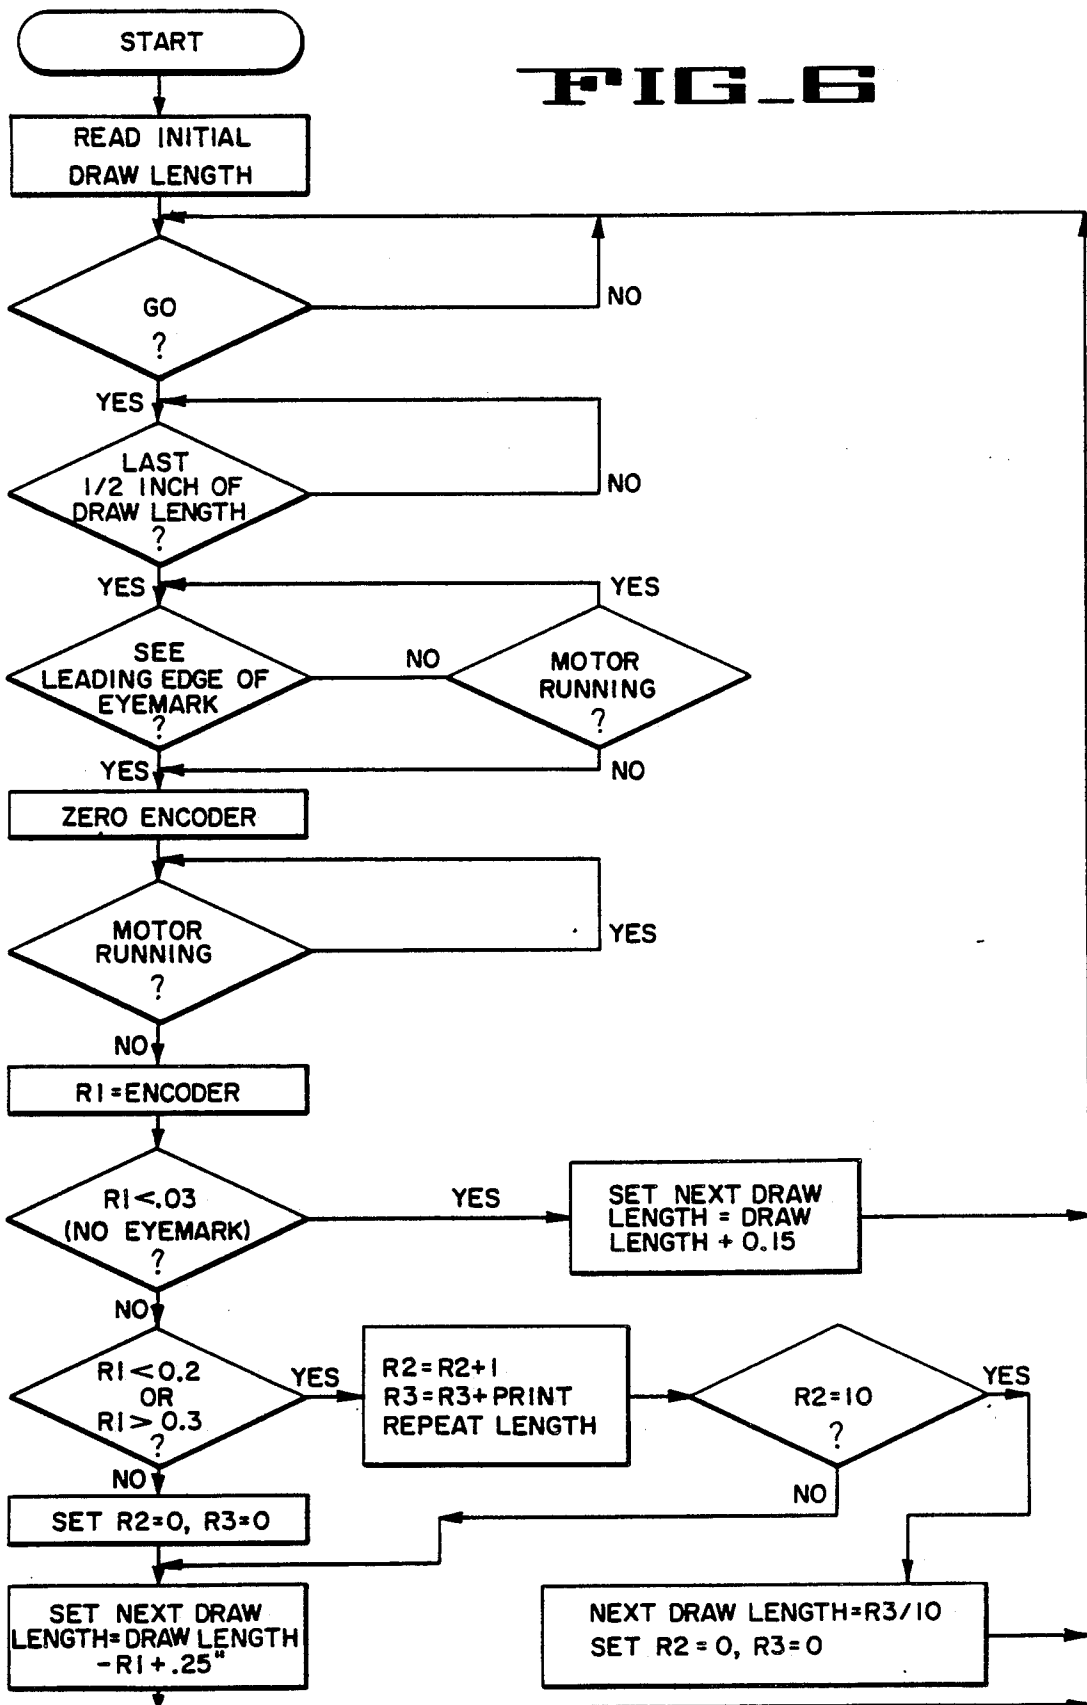 START
FIG_6
READ INITIAL
DRAW LENGTH
GO
?
NO
YES
LAST
1/2 INCH OF
DRAW LENGTH
?
NO
YES
YES
SEE
LEADING EDGE OF
EYEMARK
?
NO
MOTOR
RUNNING
?
YES
NO
ZERO ENCODER
MOTOR
RUNNING
?
YES
NO
R1=ENCODER
R1<.03
(NO EYEMARK)
?
YES
SET NEXT DRAW
LENGTH = DRAW
LENGTH + 0.15
NO
R1<0.2
OR
R1>0.3
?
YES
R2=R2+1
R3=R3+PRINT
REPEAT LENGTH
R2=10
?
YES
NO
NO
SET R2=0, R3=0
SET NEXT DRAW
LENGTH=DRAW LENGTH
-R1+.25"
NEXT DRAW LENGTH=R3/10
SET R2=0, R3=0